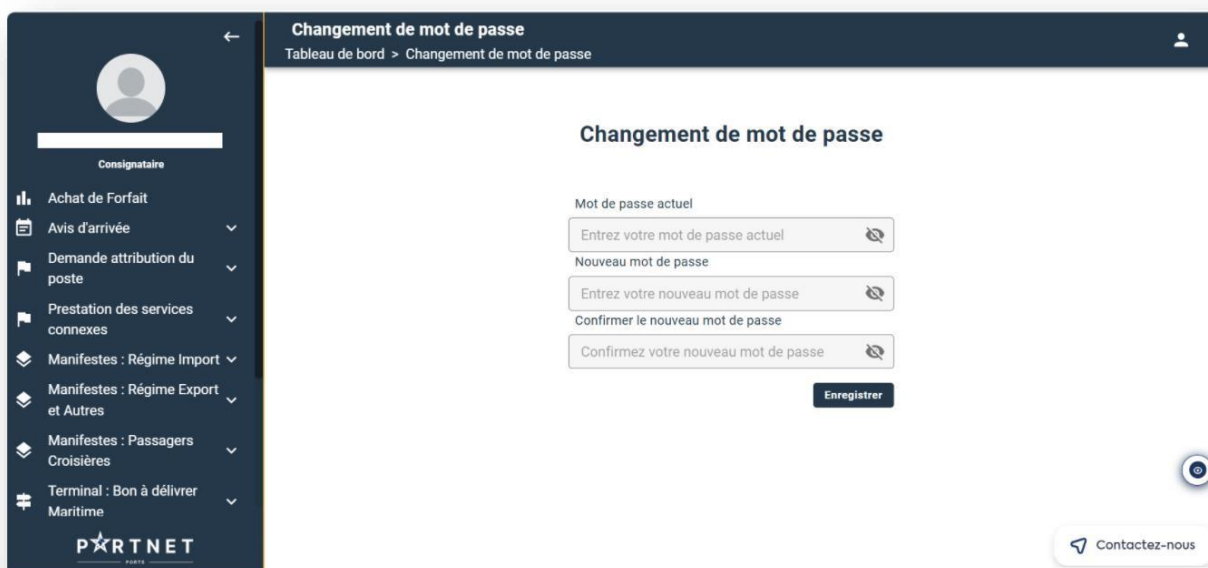 Changement de mot de passe
Tableau de bord > Changement de mot de passe
Consignataire
Achat de Forfait
Avis d'arrivée
Demande attribution du
poste
Prestation des services
connexes
Manifestes : Régime Import
Manifestes : Régime Export
et Autres
Manifestes : Passagers
Croisières
Terminal : Bon à délivrer
Maritime
PORTNET
PORTS
Changement de mot de passe
Mot de passe actuel
Entrez votre mot de passe actuel
Nouveau mot de passe
Entrez votre nouveau mot de passe
Confirmer le nouveau mot de passe
Confirmez votre nouveau mot de passe
Enregistrer
Contactez-nous